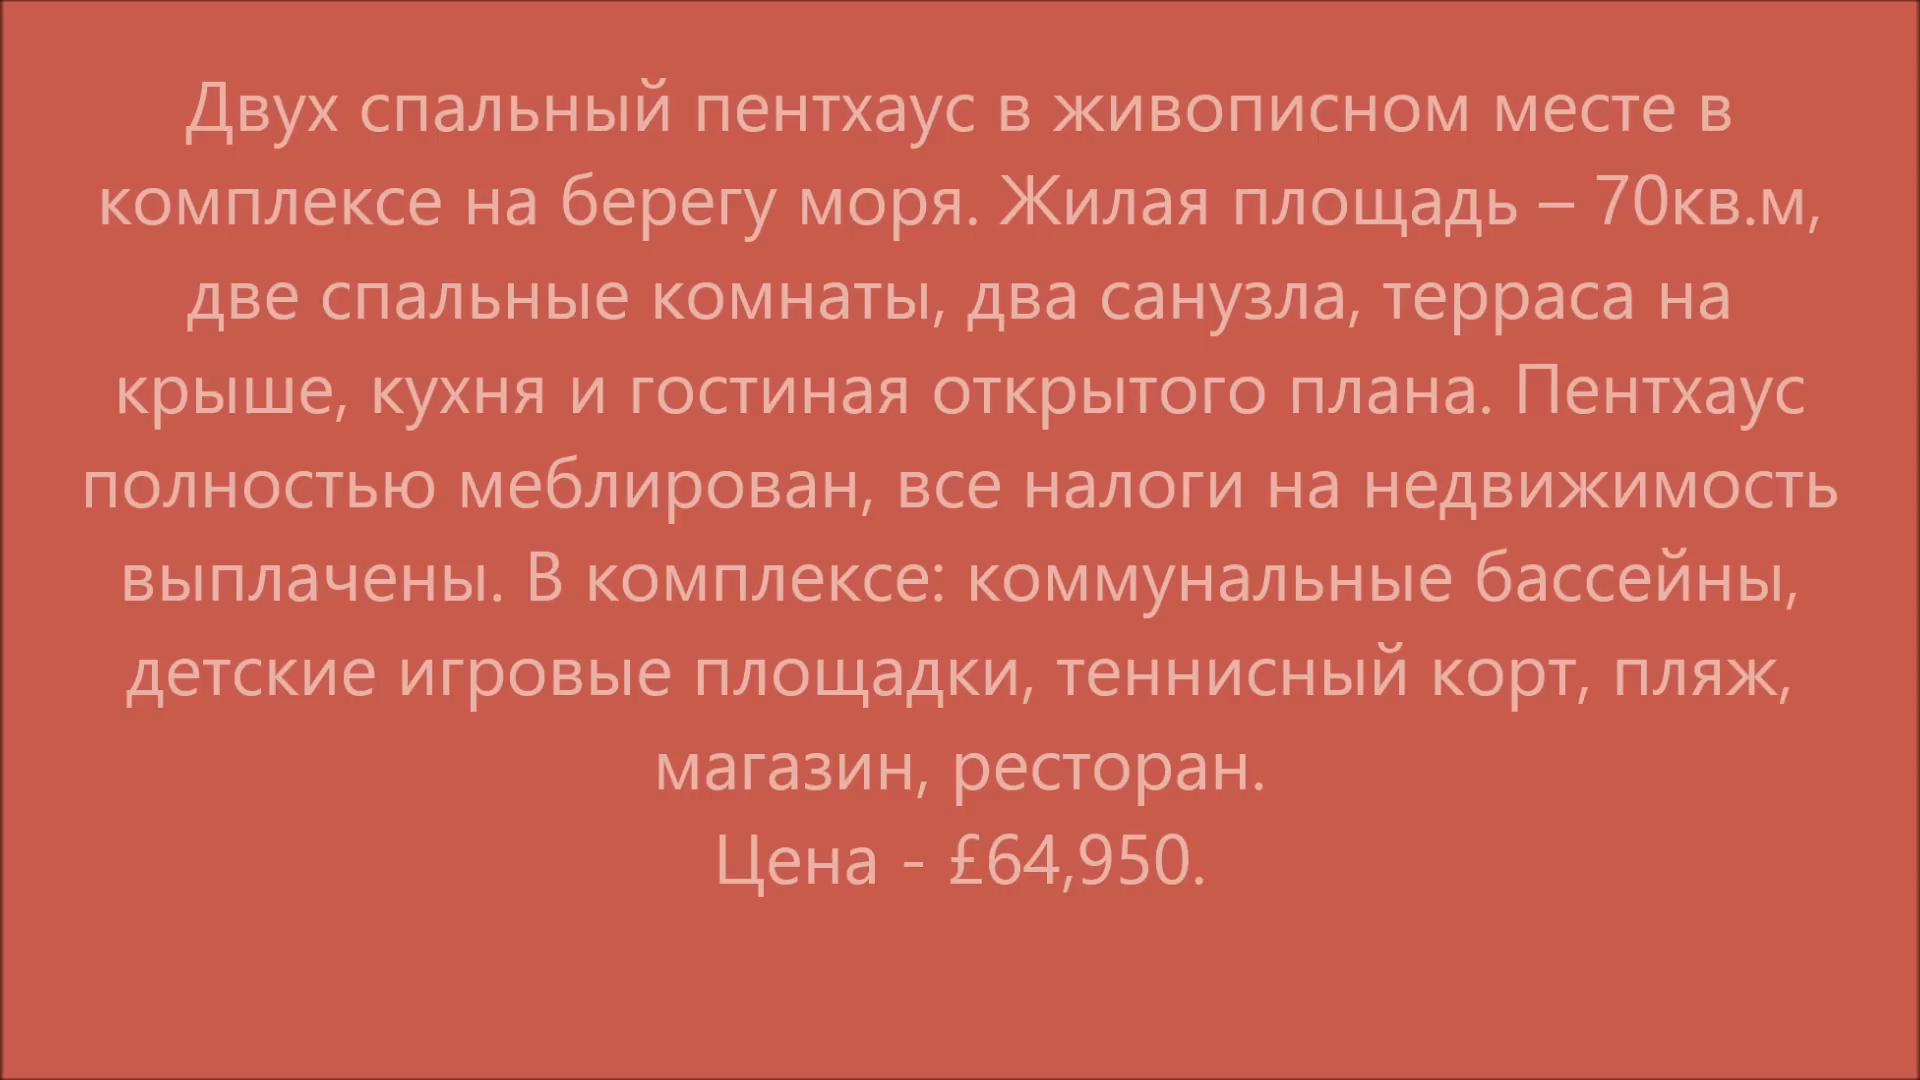 Двух спальный пентхаус в живописном месте в
комплексе на берегу моря. Жилая площадь – 70кв.м,
две спальные комнаты, два санузла, терраса на
крыше, кухня и гостиная открытого плана. Пентхаус
полностью меблирован, все налоги на недвижимость
выплачены. В комплексе: коммунальные бассейны,
детские игровые площадки, теннисный корт, пляж,
магазин, ресторан.
Цена - £64,950.